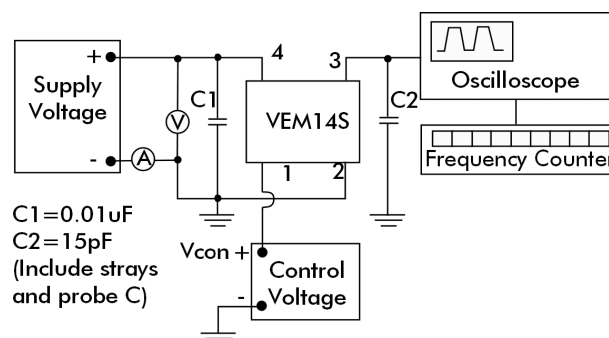 +
Supply
Voltage
-
A
V
C1
4
3
VEM14S
1
2
C2
Oscilloscope
Frequency Counter
C1=0.01uF
C2=15pF
(Include strays
and probe C)
Vcon +
-
Control
Voltage